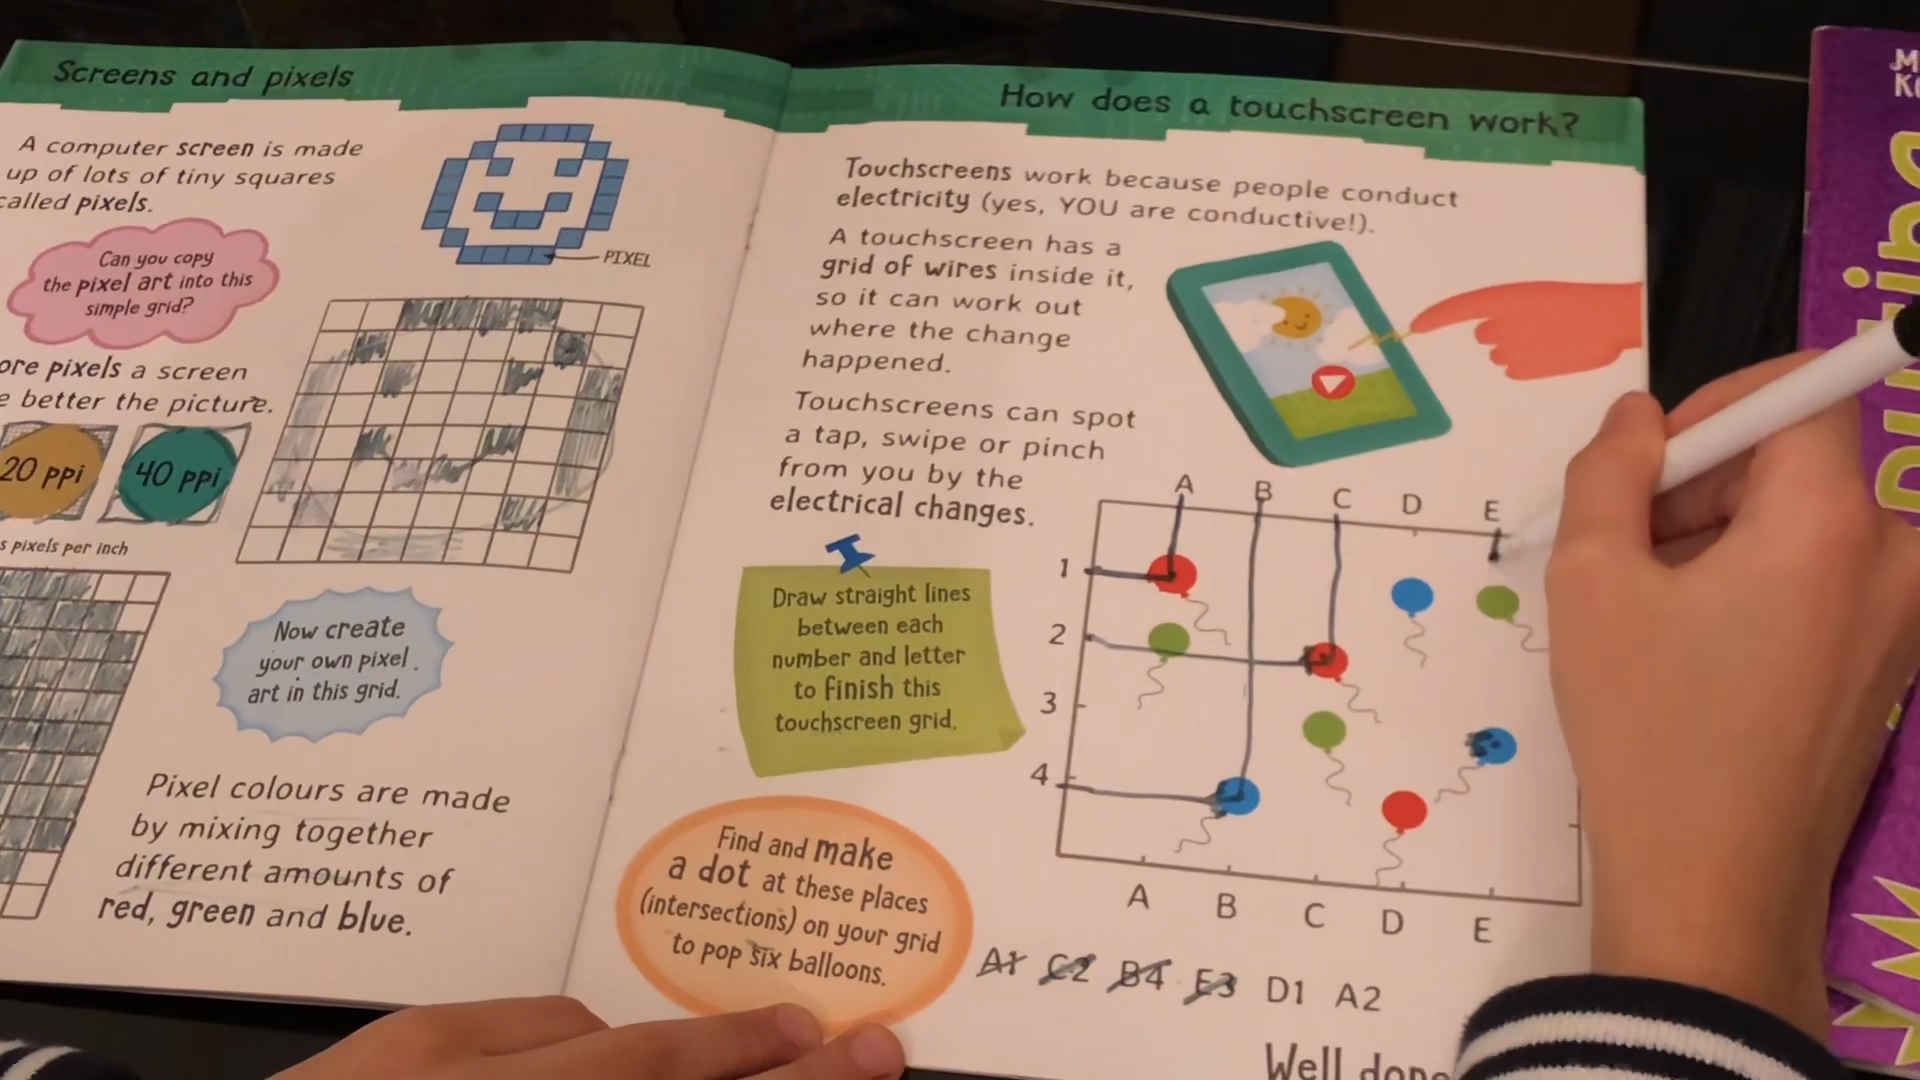 Screens and pixels
A computer screen is made
up of lots of tiny squares
called pixels.
PIXEL
Can you copy
the pixel art into this
simple grid?
ore pixels a screen
e better the picture.
20 ppi
40 ppi
s pixels per inch
Now create
your own pixel
art in this grid.
Pixel colours are made
by mixing together
different amounts of
red, green and blue.
How does a touchscreen work?
Touchscreens work because people conduct
electricity (yes, YOU are conductive!).
A touchscreen has a
grid of wires inside it,
so it can work out
where the change
happened.
Touchscreens can spot
a tap, swipe or pinch
from you by the
electrical changes.
Draw straight lines
between each
number and letter
to finish this
touchscreen grid.
A B C D E
1
2
3
4
A B C D E
Find and make
a dot at these places
(intersections) on your grid
to pop six balloons.
A1 C2 B4 E3 D1 A2
Well done